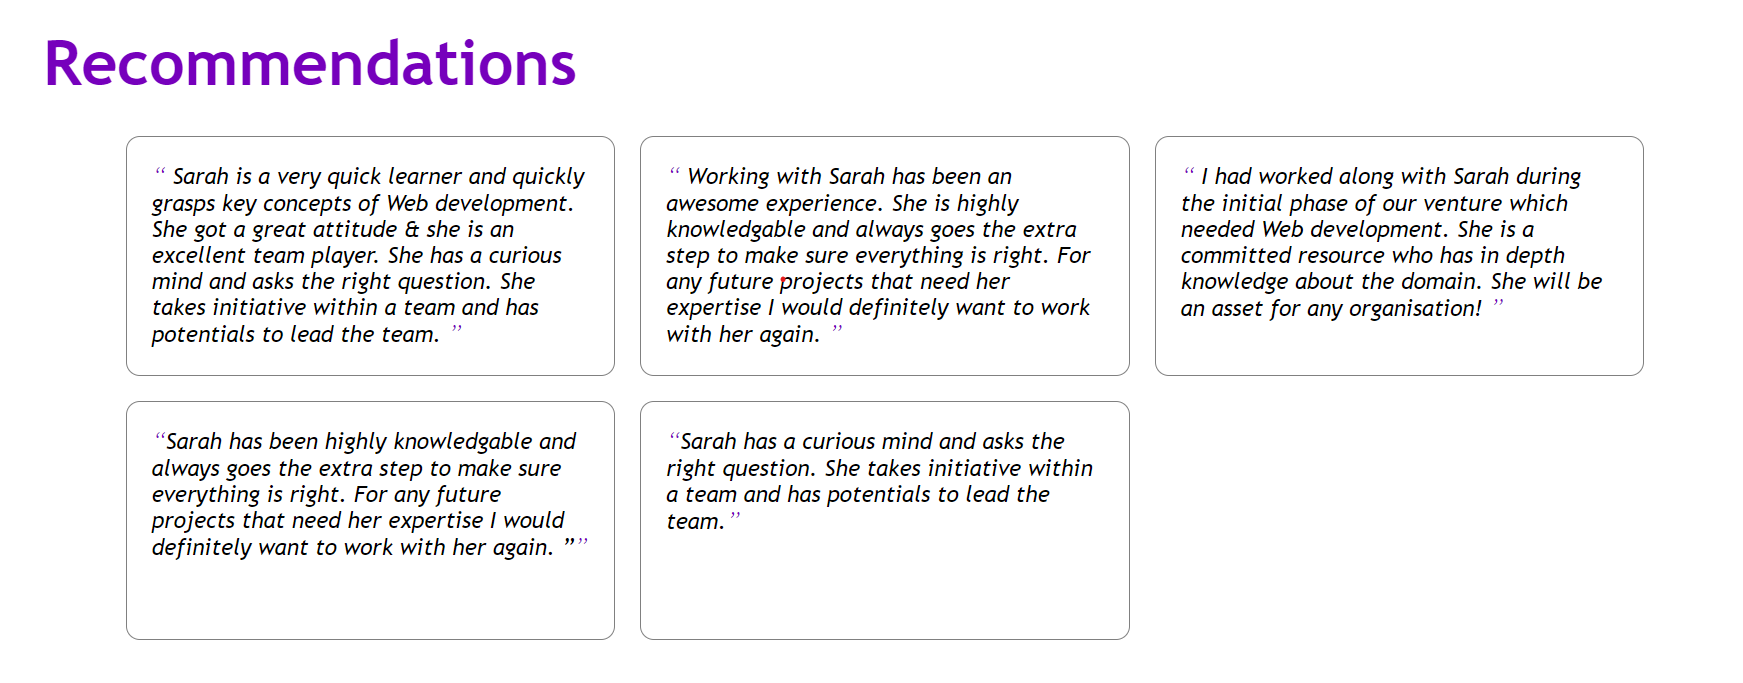 Recommendations
“ Sarah is a very quick learner and quickly
grasps key concepts of Web development.
She got a great attitude & she is an
excellent team player. She has a curious
mind and asks the right question. She
takes initiative within a team and has
potentials to lead the team. ”
“ Working with Sarah has been an
awesome experience. She is highly
knowledgable and always goes the extra
step to make sure everything is right. For
any future projects that need her
expertise I would definitely want to work
with her again. ”
“ I had worked along with Sarah during
the initial phase of our venture which
needed Web development. She is a
committed resource who has in depth
knowledge about the domain. She will be
an asset for any organisation! ”
“Sarah has been highly knowledgable and
always goes the extra step to make sure
everything is right. For any future
projects that need her expertise I would
definitely want to work with her again. ””
“Sarah has a curious mind and asks the
right question. She takes initiative within
a team and has potentials to lead the
team.”